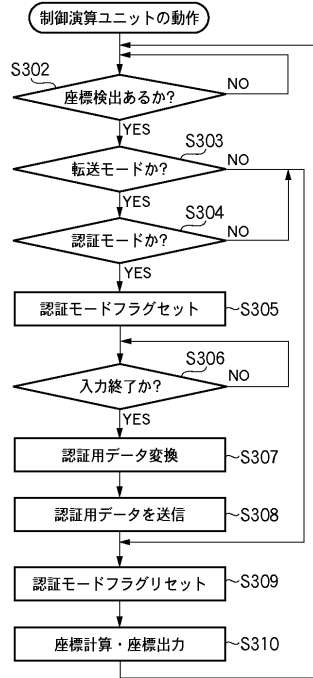 制御演算ユニットの動作
S302
座標検出あるか?
NO
YES
S303
転送モードか?
NO
YES
S304
認証モードか?
NO
YES
認証モードフラグセット
S305
S306
入力終了か?
NO
YES
認証用データ変換
S307
認証用データを送信
S308
認証モードフラグリセット
S309
座標計算・座標出力
S310